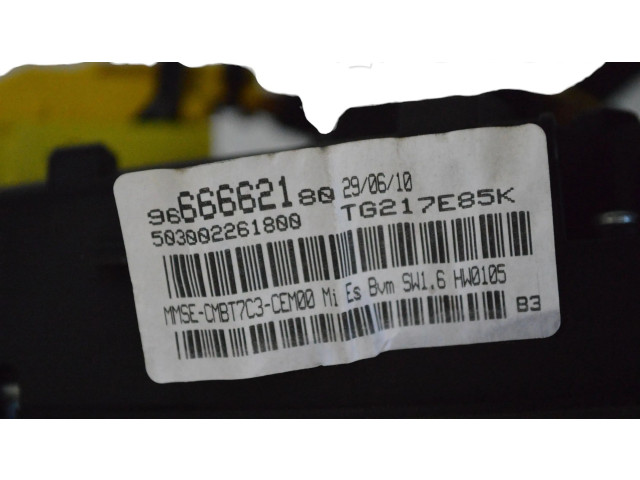 9666662180 29/06/10
503002261800 TG217E85K
MMSE-CMBT7C3-CEM00 Mi Es Bvm SW1.6 HW0105
B3